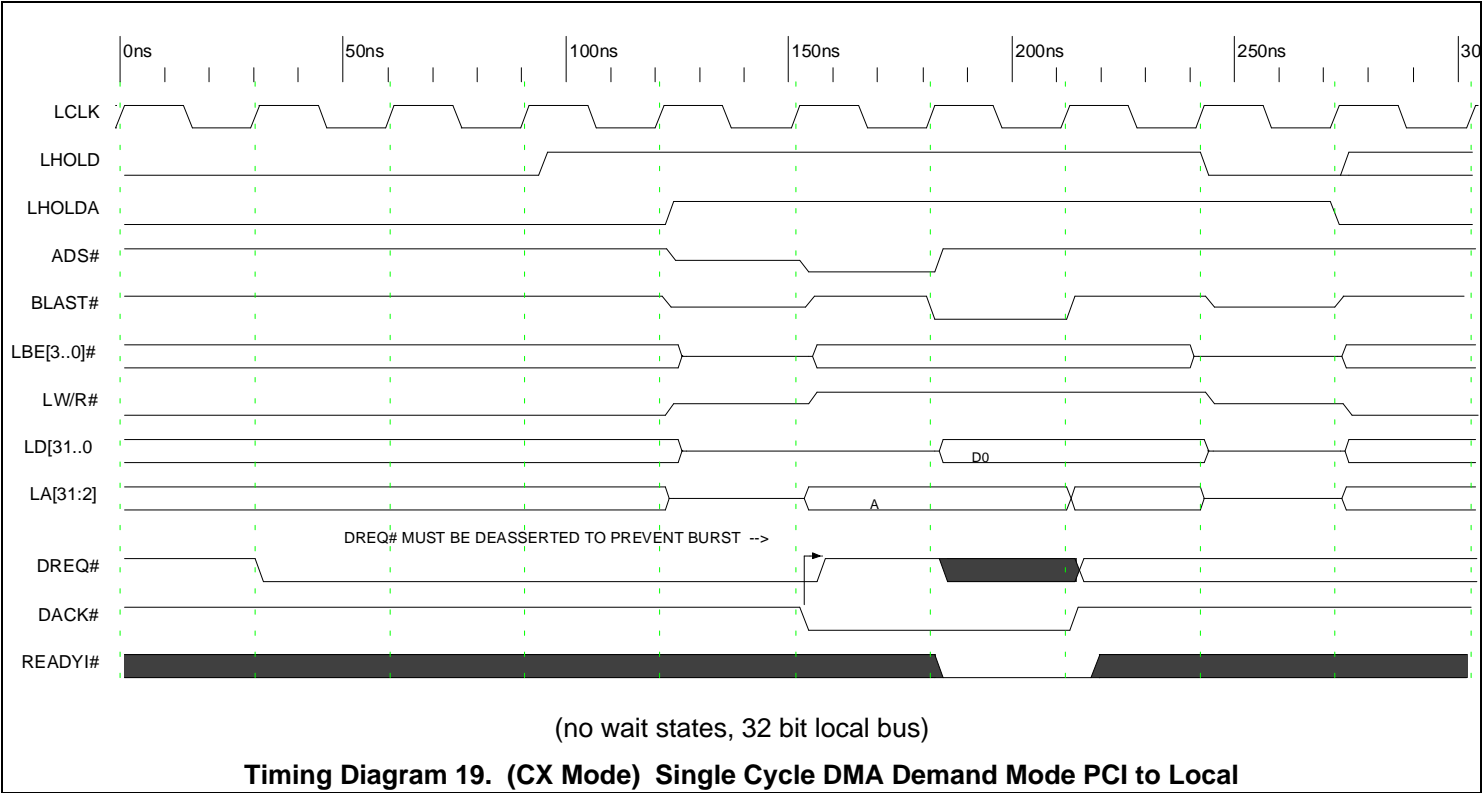 0ns 50ns 100ns 150ns 200ns 250ns 30
LCLK
LHOLD
LHOLDA
ADS#
BLAST#
LBE[3..0]#
LW/R#
LD[31..0
D0
LA[31:2]
A
DREQ# MUST BE DEASSERTED TO PREVENT BURST -->
DREQ#
DACK#
READYI#
(no wait states, 32 bit local bus)
Timing Diagram 19. (CX Mode) Single Cycle DMA Demand Mode PCI to Local